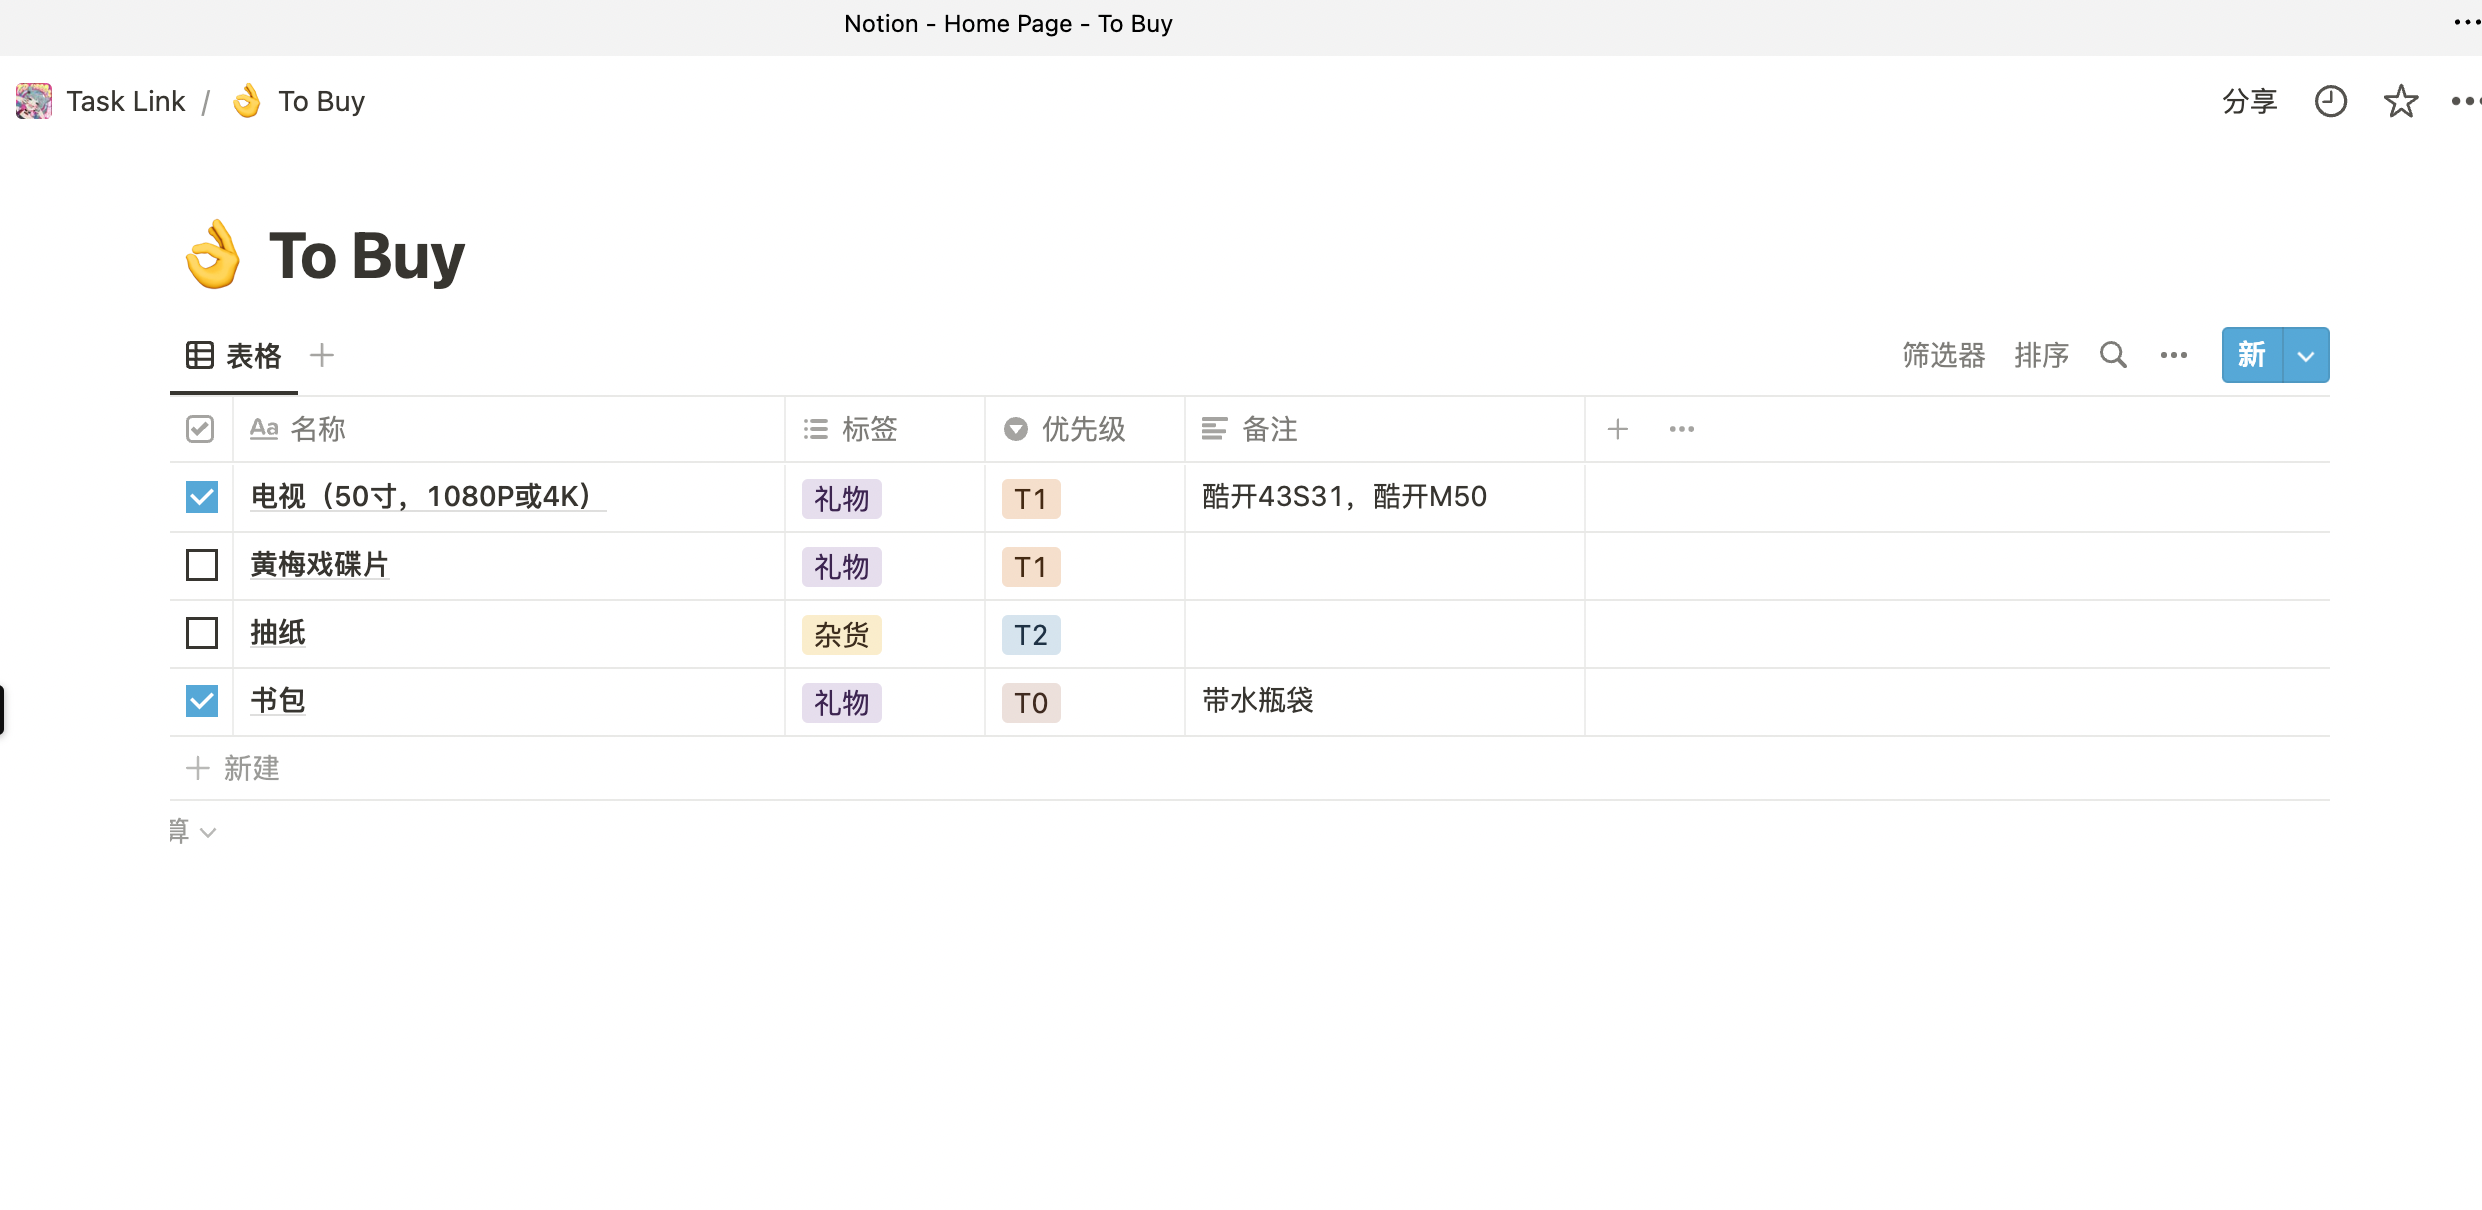 Notion - Home Page - To Buy
Task Link / 👌 To Buy
分享
👌 To Buy
表格
筛选器 排序 新
Aa 名称 标签 优先级 备注
电视（50寸，1080P或4K） 礼物 T1 酷开43S31，酷开M50
黄梅戏碟片 礼物 T1
抽纸 杂货 T2
书包 礼物 T0 带水瓶袋
新建
算